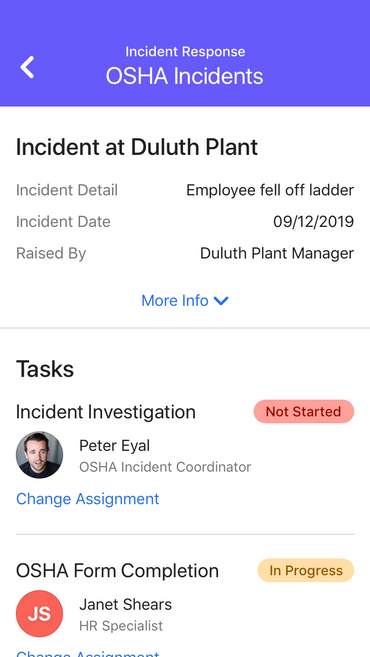 Incident Response
OSHA Incidents
Incident at Duluth Plant
Incident Detail Employee fell off ladder
Incident Date 09/12/2019
Raised By Duluth Plant Manager
More Info
Tasks
Incident Investigation Not Started
Peter Eyal
OSHA Incident Coordinator
Change Assignment
OSHA Form Completion In Progress
JS Janet Shears
HR Specialist
Change Assignment